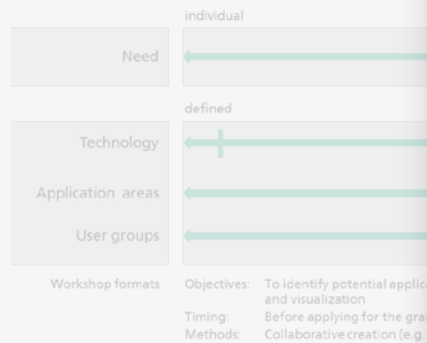 individual
Need
defined
Technology
Application areas
User groups
Workshop formats
Objectives: To identify potential applic
and visualization
Timing: Before applying for the gra
Methods: Collaborative creation (e.g.